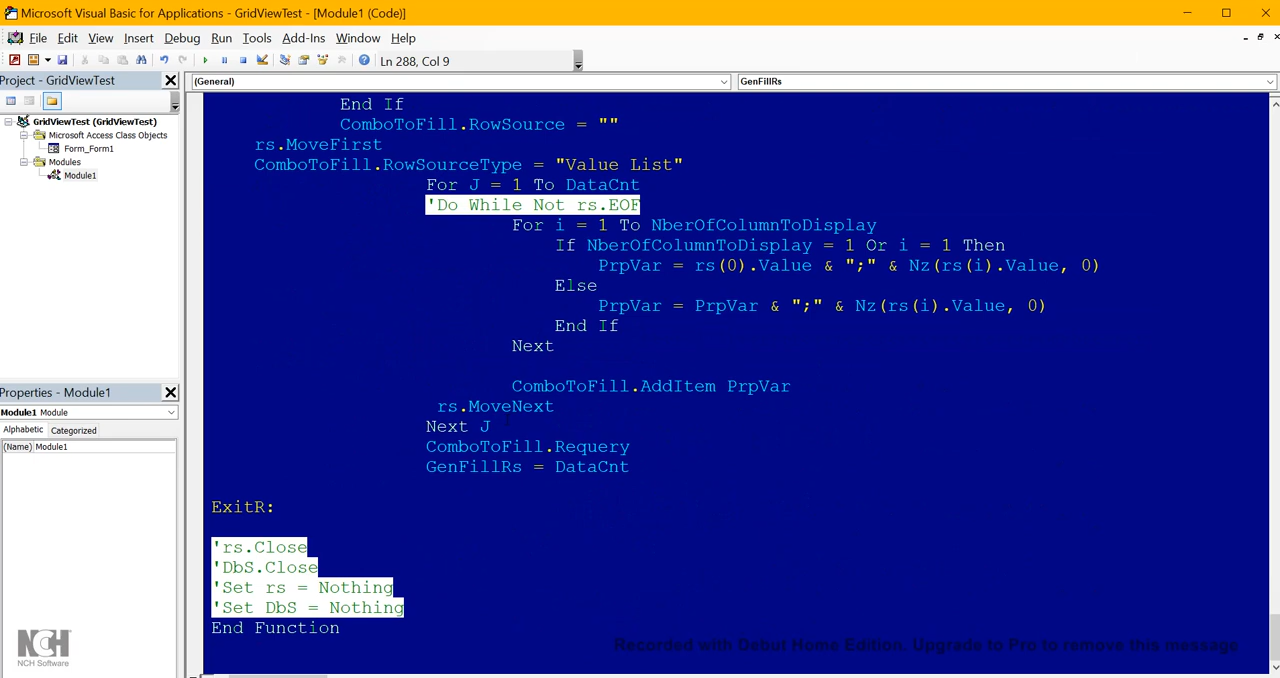 Microsoft Visual Basic for Applications - GridViewTest - [Module1 (Code)]
File Edit View Insert Debug Run Tools Add-Ins Window Help
Ln 288, Col 9
Project - GridViewTest
GridViewTest (GridViewTest)
Microsoft Access Class Objects
Form_Form1
Modules
Module1
Properties - Module1
Module1 Module
Alphabetic Categorized
(Name) Module1
NCH
NCH Software
(General) GenFillRs
End If
ComboToFill.RowSource = ""
rs.MoveFirst
ComboToFill.RowSourceType = "Value List"
For J = 1 To DataCnt
'Do While Not rs.EOF
For i = 1 To NberOfColumnToDisplay
If NberOfColumnToDisplay = 1 Or i = 1 Then
PrpVar = rs(0).Value & ";" & Nz(rs(i).Value, 0)
Else
PrpVar = PrpVar & ";" & Nz(rs(i).Value, 0)
End If
Next
ComboToFill.AddItem PrpVar
rs.MoveNext
Next J
ComboToFill.Requery
GenFillRs = DataCnt
ExitR:
'rs.Close
'DbS.Close
'Set rs = Nothing
'Set DbS = Nothing
End Function
Recorded with Debut Home Edition. Upgrade to Pro to remove this message